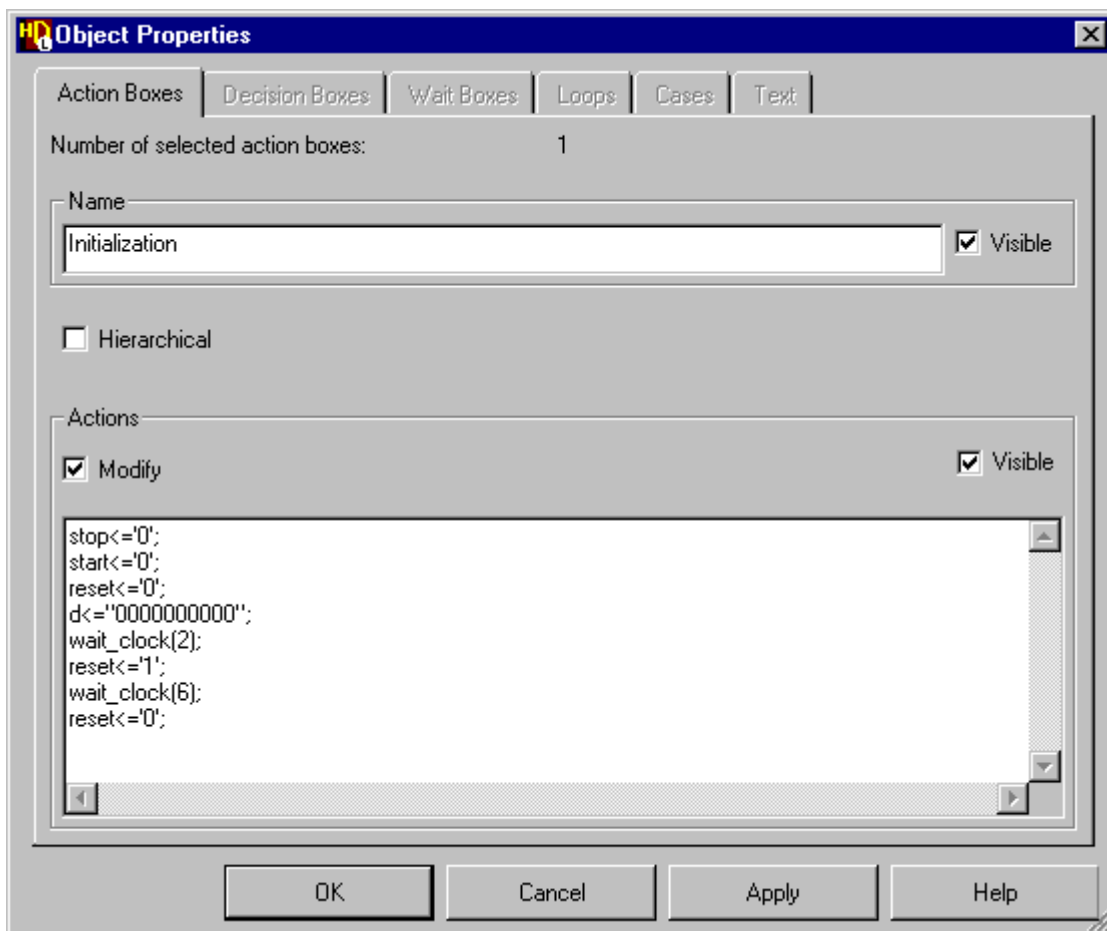 HDL Object Properties
Action Boxes Decision Boxes Wait Boxes Loops Cases Text
Number of selected action boxes: 1
Name
Initialization Visible
Hierarchical
Actions
Modify Visible
stop<='0';
start<='0';
reset<='0';
d<="0000000000";
wait_clock(2);
reset<='1';
wait_clock(6);
reset<='0';
OK Cancel Apply Help